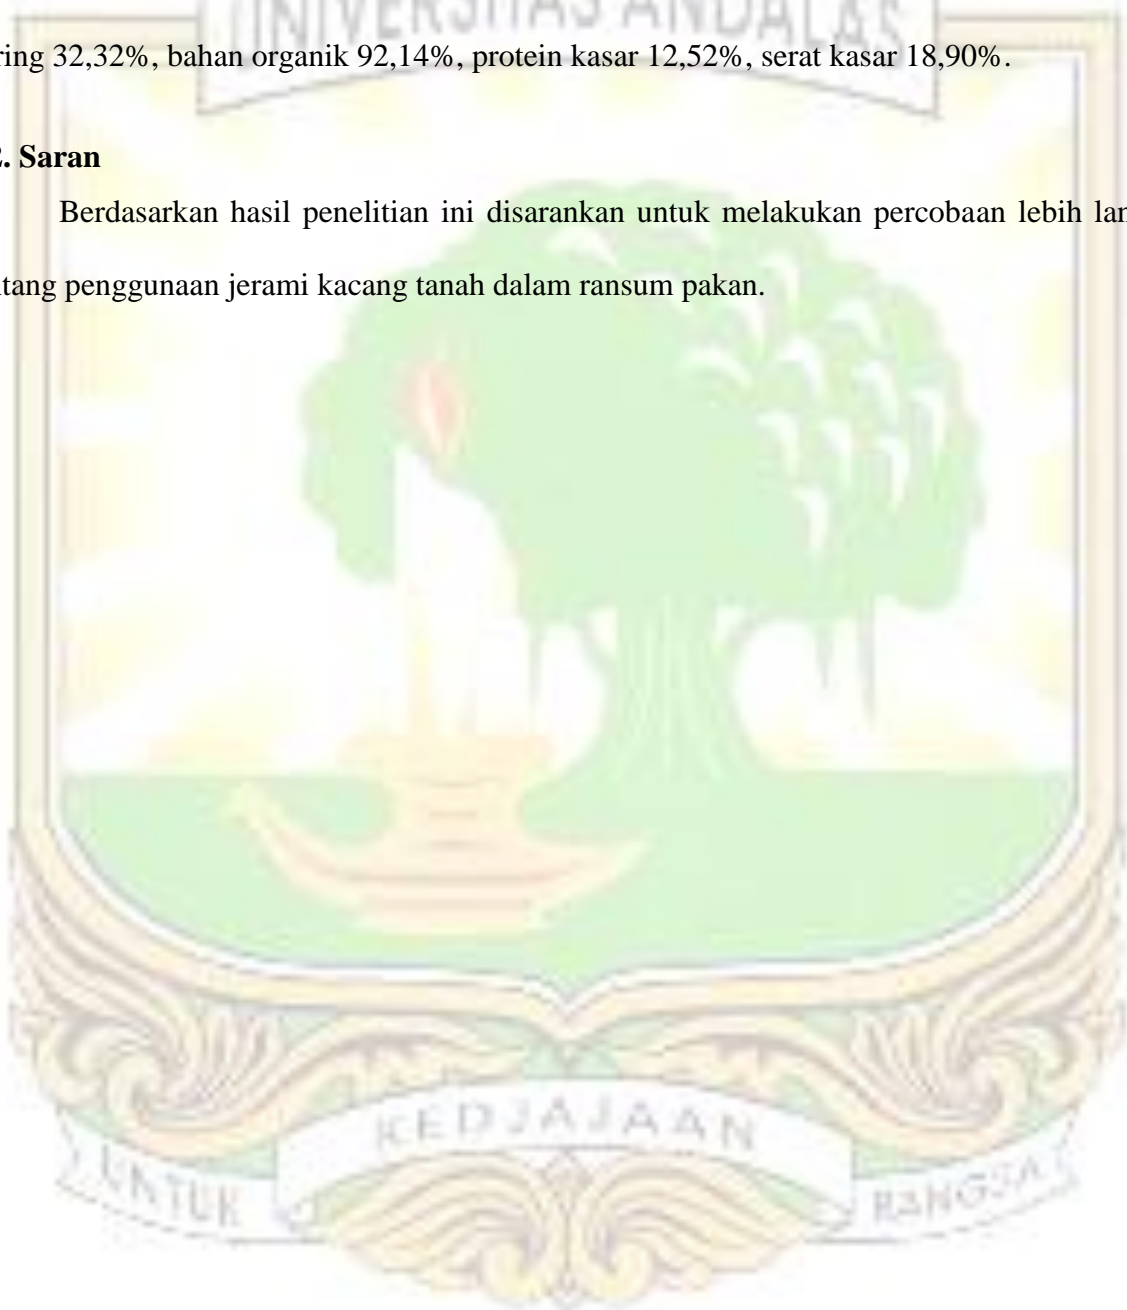 UNIVERSITAS ANDALAS
ring 32,32%, bahan organik 92,14%, protein kasar 12,52%, serat kasar 18,90%.
2. Saran
Berdasarkan hasil penelitian ini disarankan untuk melakukan percobaan lebih lan
tang penggunaan jerami kacang tanah dalam ransum pakan.
KEDJAJAAN
UNTUK
BANGSA